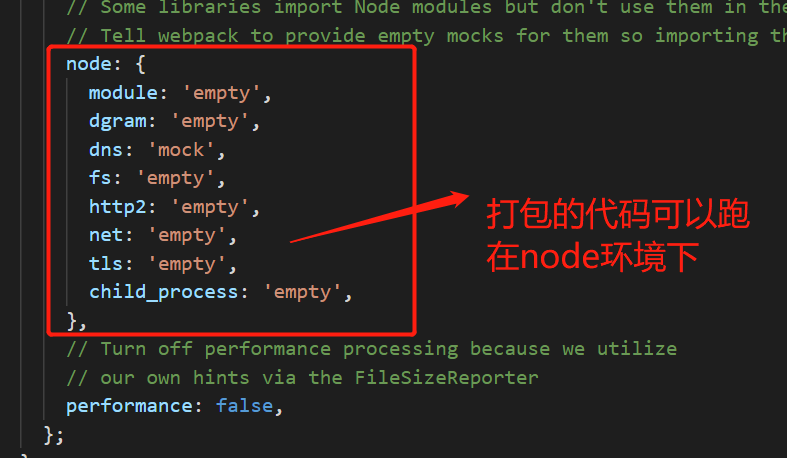 // Some libraries import Node modules but don't use them in the
// Tell webpack to provide empty mocks for them so importing th
node: {
module: 'empty',
dgram: 'empty',
dns: 'mock',
fs: 'empty',
http2: 'empty',
net: 'empty',
tls: 'empty',
child_process: 'empty',
},
打包的代码可以跑
在node环境下
// Turn off performance processing because we utilize
// our own hints via the FileSizeReporter
performance: false,
};